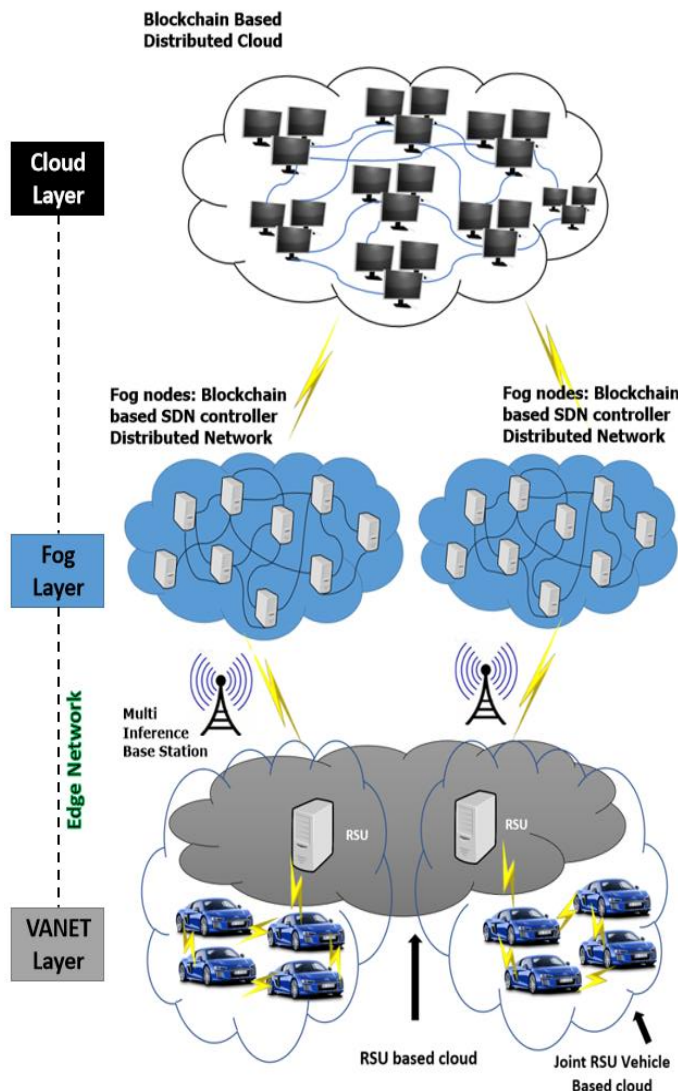 Blockchain Based
Distributed Cloud
Cloud
Layer
Fog nodes: Blockchain
based SDN controller
Distributed Network
Fog nodes: Blockchain
based SDN controller
Distributed Network
Fog
Layer
Edge Network
Multi
Inference
Base Station
RSU
RSU
VANET
Layer
RSU based cloud
Joint RSU Vehicle
Based cloud